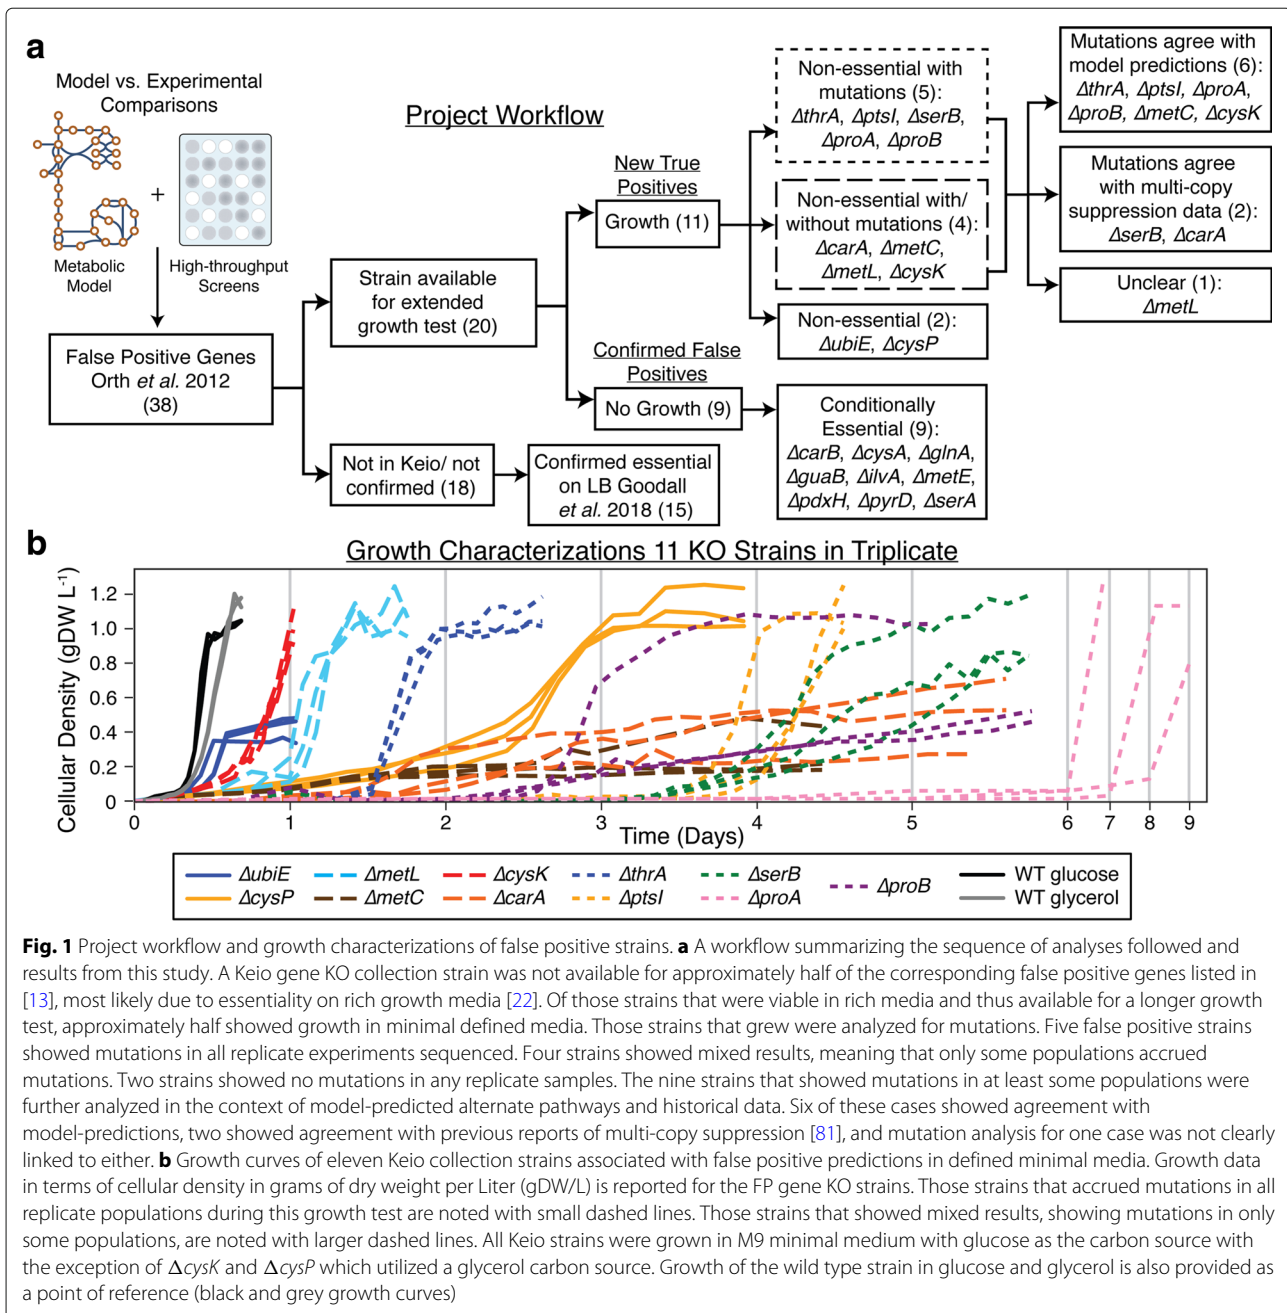 a
Model vs. Experimental
Comparisons
+
Metabolic
Model
High-throughput
Screens
Project Workflow
False Positive Genes
Orth et al. 2012
(38)
Strain available
for extended
growth test (20)
Not in Keio/ not
confirmed (18)
Confirmed essential
on LB Goodall
et al. 2018 (15)
New True
Positives
Growth (11)
Confirmed False
Positives
No Growth (9)
Non-essential with
mutations (5):
ΔthrA, ΔptsI, ΔserB,
ΔproA, ΔproB
Non-essential with/
without mutations (4):
ΔcarA, ΔmetC,
ΔmetL, ΔcysK
Non-essential (2):
ΔubiE, ΔcysP
Conditionally
Essential (9):
ΔcarB, ΔcysA, ΔglnA,
ΔguaB, ΔilvA, ΔmetE,
ΔpdxH, ΔpyrD, ΔserA
Mutations agree with
model predictions (6):
ΔthrA, ΔptsI, ΔproA,
ΔproB, ΔmetC, ΔcysK
Mutations agree
with multi-copy
suppression data (2):
ΔserB, ΔcarA
Unclear (1):
ΔmetL
b
Growth Characterizations 11 KO Strains in Triplicate
Cellular Density (gDW L⁻¹)
1.2
1.0
0.8
0.6
0.4
0.2
0
0 1 2 3 4 5 6 7 8 9
Time (Days)
ΔubiE ΔmetL ΔcysK ΔthrA ΔserB ΔproB WT glucose
ΔcysP ΔmetC ΔcarA ΔptsI ΔproA WT glycerol
Fig. 1 Project workflow and growth characterizations of false positive strains. a A workflow summarizing the sequence of analyses followed and
results from this study. A Keio gene KO collection strain was not available for approximately half of the corresponding false positive genes listed in
[13], most likely due to essentiality on rich growth media [22]. Of those strains that were viable in rich media and thus available for a longer growth
test, approximately half showed growth in minimal defined media. Those strains that grew were analyzed for mutations. Five false positive strains
showed mutations in all replicate experiments sequenced. Four strains showed mixed results, meaning that only some populations accrued
mutations. Two strains showed no mutations in any replicate samples. The nine strains that showed mutations in at least some populations were
further analyzed in the context of model-predicted alternate pathways and historical data. Six of these cases showed agreement with
model-predictions, two showed agreement with previous reports of multi-copy suppression [81], and mutation analysis for one case was not clearly
linked to either. b Growth curves of eleven Keio collection strains associated with false positive predictions in defined minimal media. Growth data
in terms of cellular density in grams of dry weight per Liter (gDW/L) is reported for the FP gene KO strains. Those strains that accrued mutations in all
replicate populations during this growth test are noted with small dashed lines. Those strains that showed mixed results, showing mutations in only
some populations, are noted with larger dashed lines. All Keio strains were grown in M9 minimal medium with glucose as the carbon source with
the exception of ΔcysK and ΔcysP which utilized a glycerol carbon source. Growth of the wild type strain in glucose and glycerol is also provided as
a point of reference (black and grey growth curves)